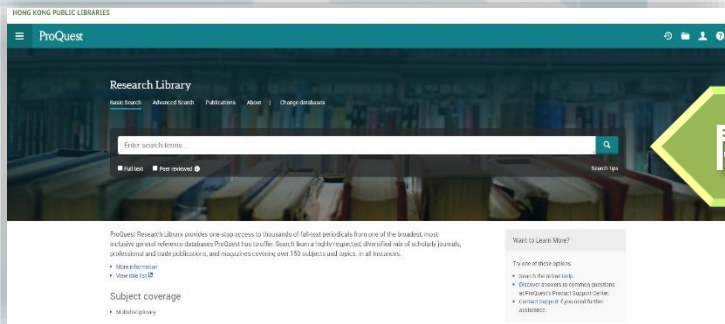 HONG KONG PUBLIC LIBRARIES
ProQuest
Research Library
Basic Search Advanced Search Publications About | Change databases
Enter search terms...
Full text Peer reviewed
Search tips
ProQuest Research Library provides one-stop access to thousands of full-text periodicals from one of the broadest, most
inclusive general reference databases ProQuest has to offer. Search from a highly respected, diversified mix of scholarly journals,
professional and trade publications, and magazines covering over 150 subjects and topics, in all instances.
• More information
• View title list
Subject coverage
• Multidisciplinary
Want to Learn More?
Try one of these options
• Search the online Help.
• Discover answers to common questions
at ProQuest's Product Support Center.
• Contact Support if you need further
assistance.